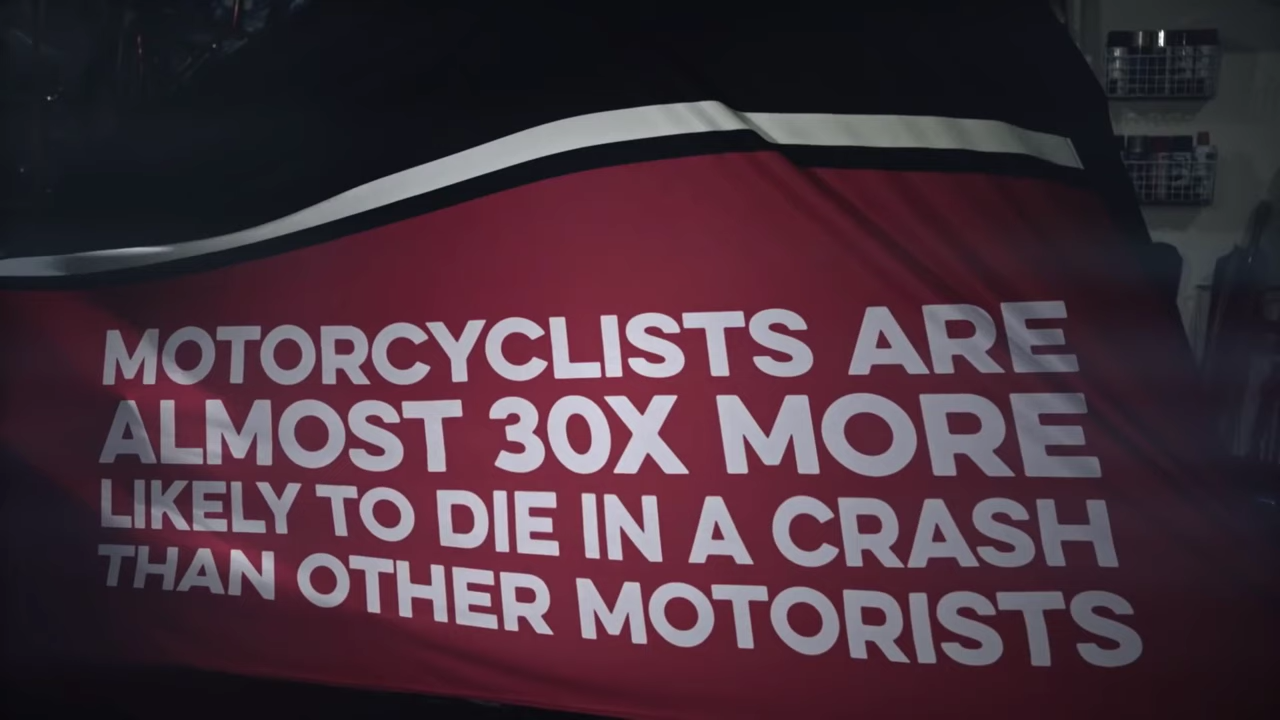 MOTORCYCLISTS ARE
ALMOST 30X MORE
LIKELY TO DIE IN A CRASH
THAN OTHER MOTORISTS